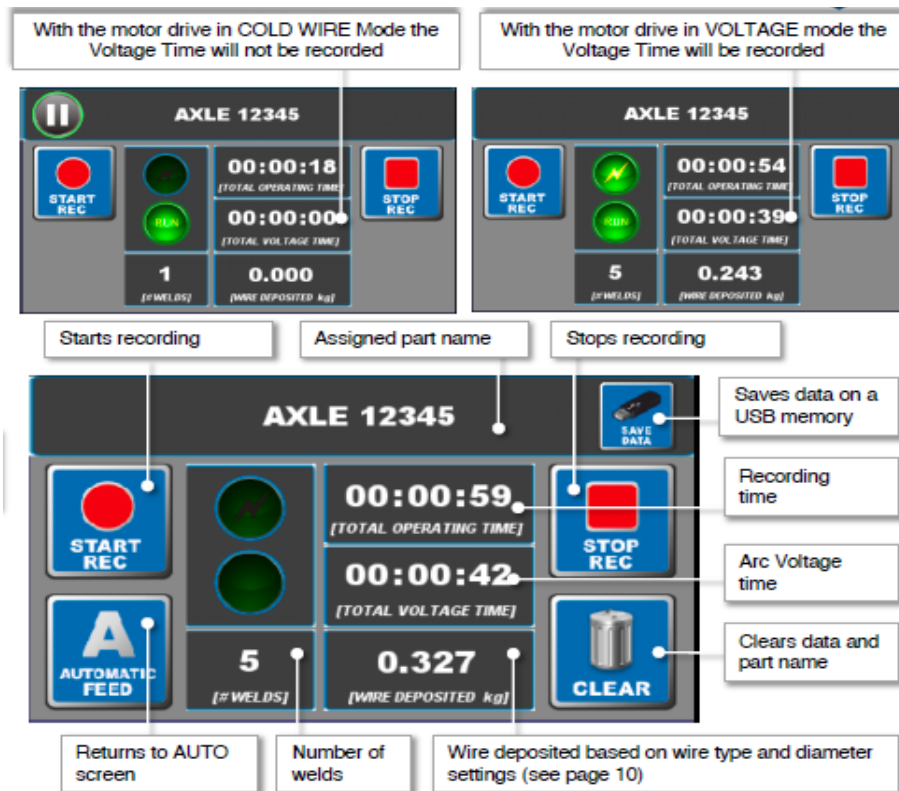 With the motor drive in COLD WIRE Mode the
Voltage Time will not be recorded
With the motor drive in VOLTAGE mode the
Voltage Time will be recorded
AXLE 12345
START
REC
RUN
00:00:18
[TOTAL OPERATING TIME]
00:00:00
[TOTAL VOLTAGE TIME]
1
[# WELDS]
0.000
[WIRE DEPOSITED kg]
STOP
REC
AXLE 12345
START
REC
RUN
00:00:54
[TOTAL OPERATING TIME]
00:00:39
[TOTAL VOLTAGE TIME]
5
[# WELDS]
0.243
[WIRE DEPOSITED kg]
STOP
REC
Starts recording
Assigned part name
Stops recording
AXLE 12345
SAVE
DATA
Saves data on a
USB memory
START
REC
00:00:59
[TOTAL OPERATING TIME]
STOP
REC
Recording
time
00:00:42
[TOTAL VOLTAGE TIME]
Arc Voltage
time
A
AUTOMATIC
FEED
5
[# WELDS]
0.327
[WIRE DEPOSITED kg]
CLEAR
Clears data and
part name
Returns to AUTO
screen
Number of
welds
Wire deposited based on wire type and diameter
settings (see page 10)